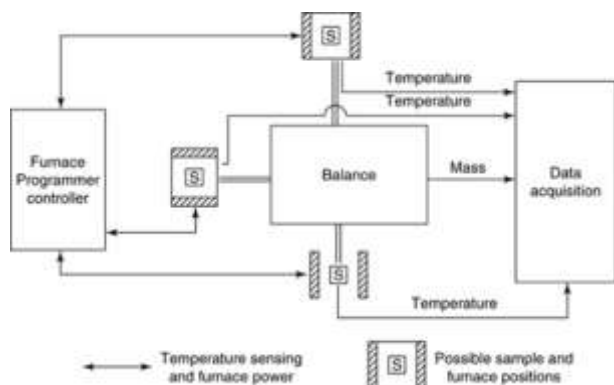 S
Temperature
Temperature
Furnace
Programmer
controller
S
Balance
Mass
Data
acquisition
S
Temperature
Temperature sensing
and furnace power
S
Possible sample and
furnace positions